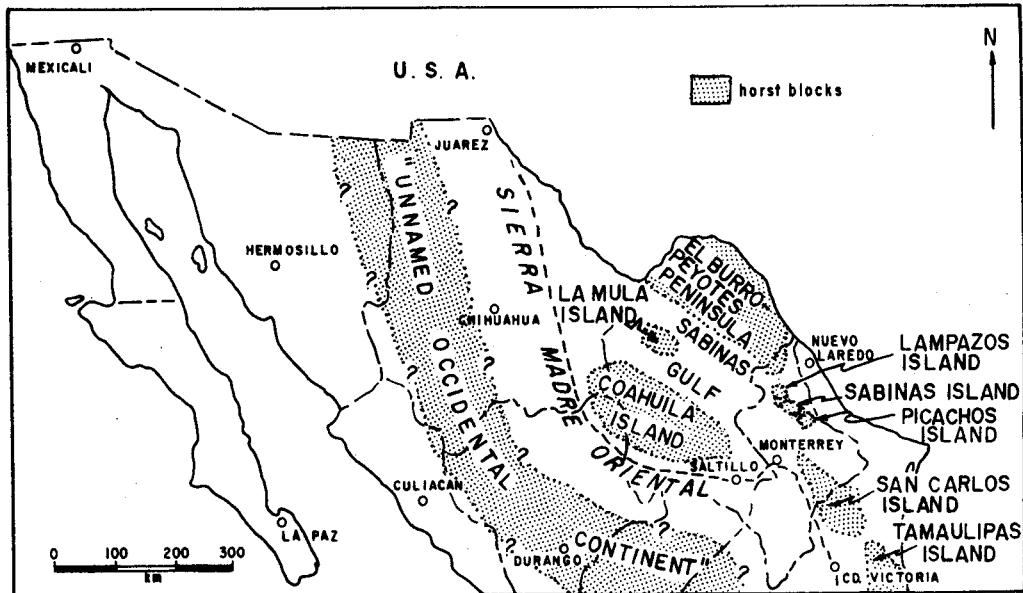 N
MEXICALI
U. S. A.
horst blocks
JUAREZ
"UNNAMED
OCCIDENTAL
CONTINENT"
SIERRA
MADRE
ORIENTAL
HERMOSILLO
EL BURRO-
PEYOTES
PENINSULA
LA MULA
ISLAND
SABINAS
GULF
CHIHUAHUA
NUEVO
LAREDO
LAMPAZOS
ISLAND
SABINAS ISLAND
PICACHOS
ISLAND
COAHUILA
ISLAND
MONTERREY
SALTILLO
CULIACAN
SAN CARLOS
ISLAND
TAMAULIPAS
ISLAND
LA PAZ
DURANGO
CD. VICTORIA
0 100 200 300
km
?
?
?
?
?
?
?
?
?
?